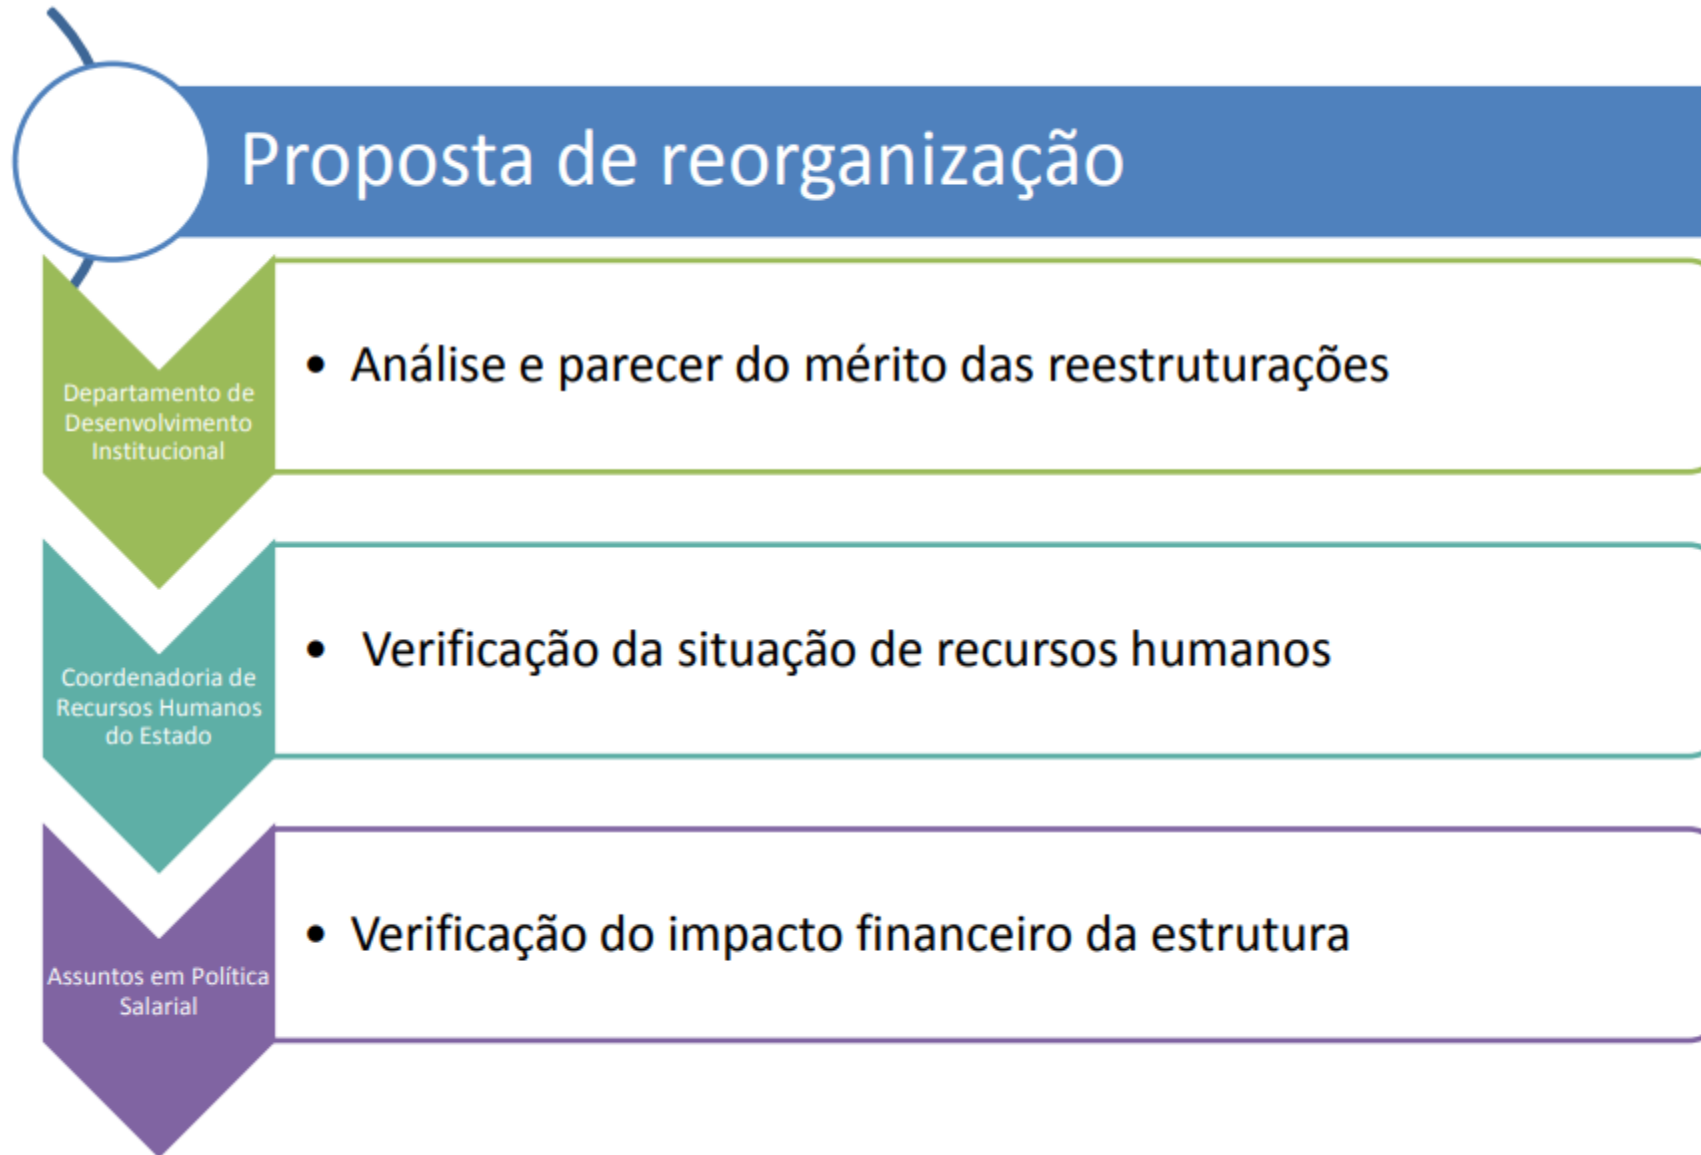 Proposta de reorganização
Departamento de
Desenvolvimento
Institucional
• Análise e parecer do mérito das reestruturações
Coordenadoria de
Recursos Humanos
do Estado
• Verificação da situação de recursos humanos
Assuntos em Política
Salarial
• Verificação do impacto financeiro da estrutura